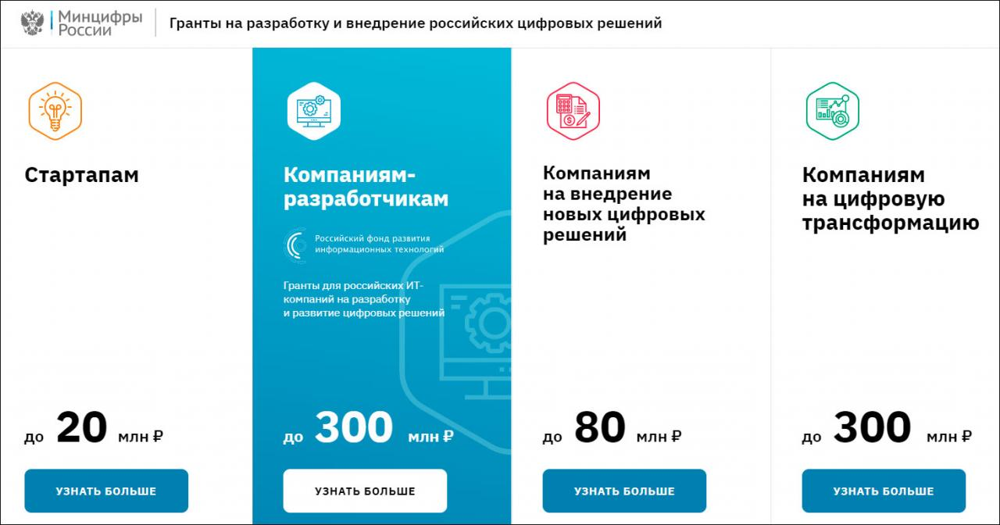 Минцифры
России
Гранты на разработку и внедрение российских цифровых решений
Стартапам
до 20 млн ₽
УЗНАТЬ БОЛЬШЕ
Компаниям-
разработчикам
Российский фонд развития
информационных технологий
Гранты для российских ИТ-
компаний на разработку
и развитие цифровых решений
до 300 млн ₽
УЗНАТЬ БОЛЬШЕ
Компаниям
на внедрение
новых цифровых
решений
до 80 млн ₽
УЗНАТЬ БОЛЬШЕ
Компаниям
на цифровую
трансформацию
до 300 млн ₽
УЗНАТЬ БОЛЬШЕ